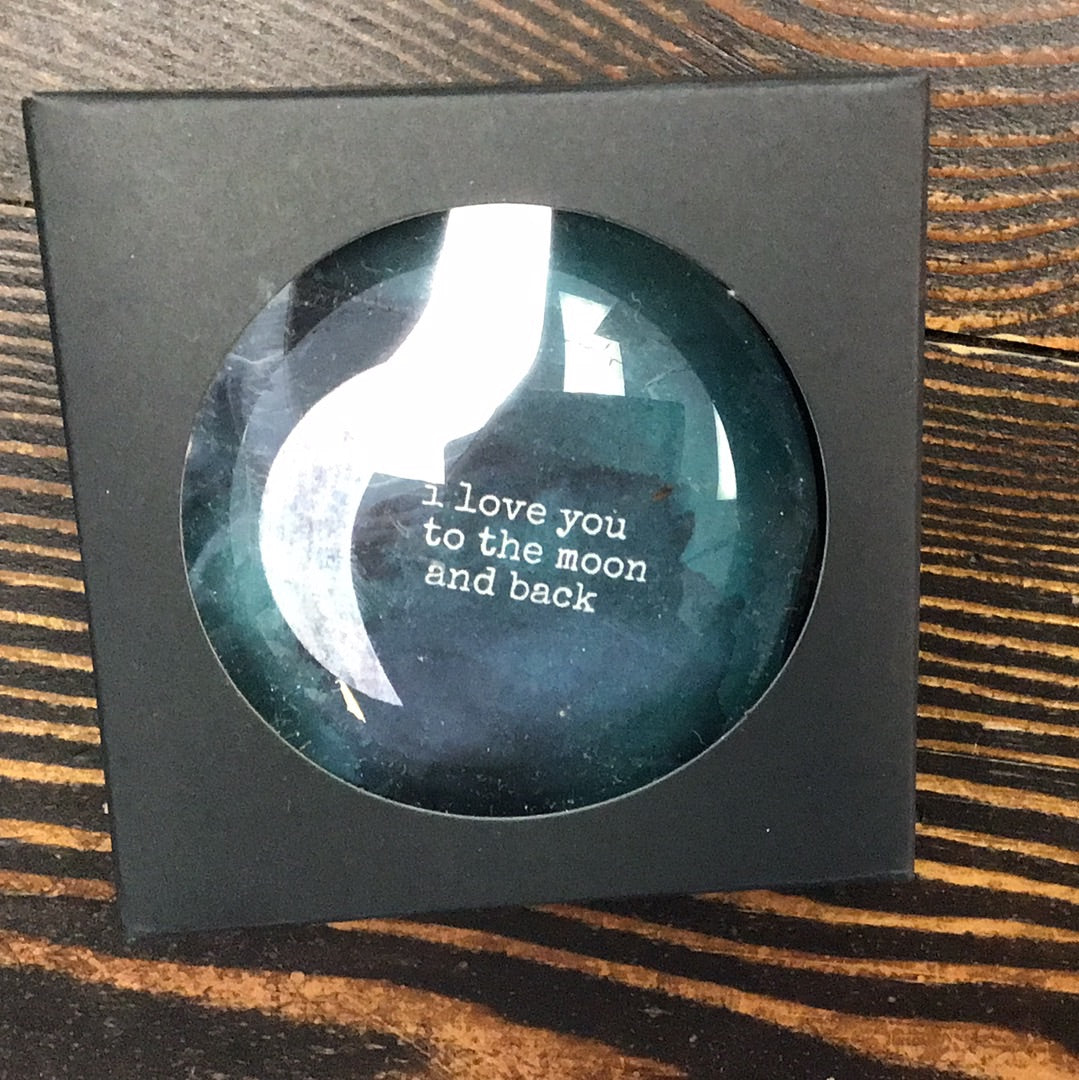 i love you
to the moon
and back